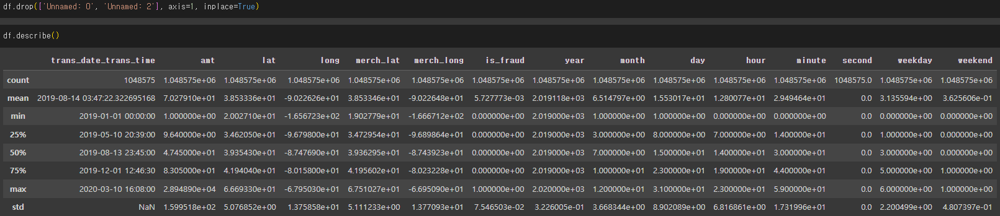 df.drop(['Unnamed: 0', 'Unnamed: 2'], axis=1, inplace=True)
df.describe()
trans_date_trans_time amt lat long merch_lat merch_long is_fraud year month day hour minute second weekday weekend
count 1048575 1.048575e+06 1.048575e+06 1.048575e+06 1.048575e+06 1.048575e+06 1.048575e+06 1.048575e+06 1.048575e+06 1.048575e+06 1.048575e+06 1.048575e+06 1048575.0 1.048575e+06 1.048575e+06
mean 2019-08-14 03:47:22.322695168 7.027910e+01 3.853336e+01 -9.022626e+01 3.853346e+01 -9.022648e+01 5.727773e-03 2.019118e+03 6.514797e+00 1.553017e+01 1.280077e+01 2.949464e+01 0.0 3.135594e+00 3.625606e-01
min 2019-01-01 00:00:00 1.000000e+00 2.002710e+01 -1.656723e+02 1.902779e+01 -1.666712e+02 0.000000e+00 2.019000e+03 1.000000e+00 1.000000e+00 0.000000e+00 0.000000e+00 0.0 0.000000e+00 0.000000e+00
25% 2019-05-10 20:39:00 9.640000e+00 3.462050e+01 -9.679800e+01 3.472954e+01 -9.689864e+01 0.000000e+00 2.019000e+03 3.000000e+00 8.000000e+00 7.000000e+00 1.400000e+01 0.0 1.000000e+00 0.000000e+00
50% 2019-08-13 23:45:00 4.745000e+01 3.935430e+01 -8.747690e+01 3.936295e+01 -8.743923e+01 0.000000e+00 2.019000e+03 7.000000e+00 1.500000e+01 1.400000e+01 3.000000e+01 0.0 3.000000e+00 0.000000e+00
75% 2019-12-01 12:46:30 8.305000e+01 4.194040e+01 -8.015800e+01 4.195602e+01 -8.023228e+01 0.000000e+00 2.019000e+03 1.000000e+01 2.300000e+01 1.900000e+01 4.400000e+01 0.0 5.000000e+00 1.000000e+00
max 2020-03-10 16:08:00 2.894890e+04 6.669330e+01 -6.795030e+01 6.751027e+01 -6.695090e+01 1.000000e+00 2.020000e+03 1.200000e+01 3.100000e+01 2.300000e+01 5.900000e+01 0.0 6.000000e+00 1.000000e+00
std NaN 1.599518e+02 5.076852e+00 1.375858e+01 5.111233e+00 1.377093e+01 7.546503e-02 3.226005e-01 3.668344e+00 8.902089e+00 6.816861e+00 1.731996e+01 0.0 2.200499e+00 4.807397e-01